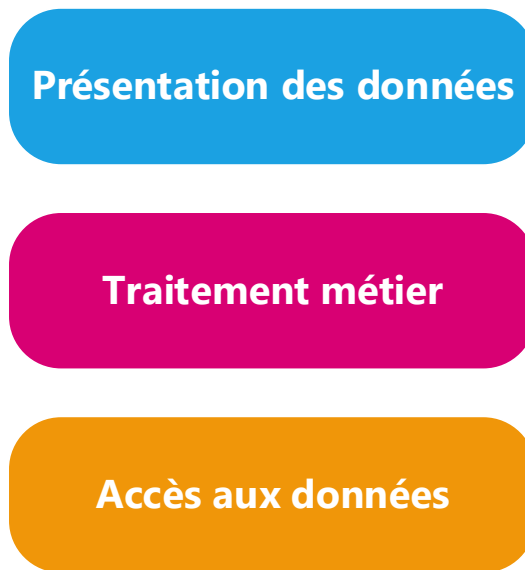 Présentation des données
Traitement métier
Accès aux données